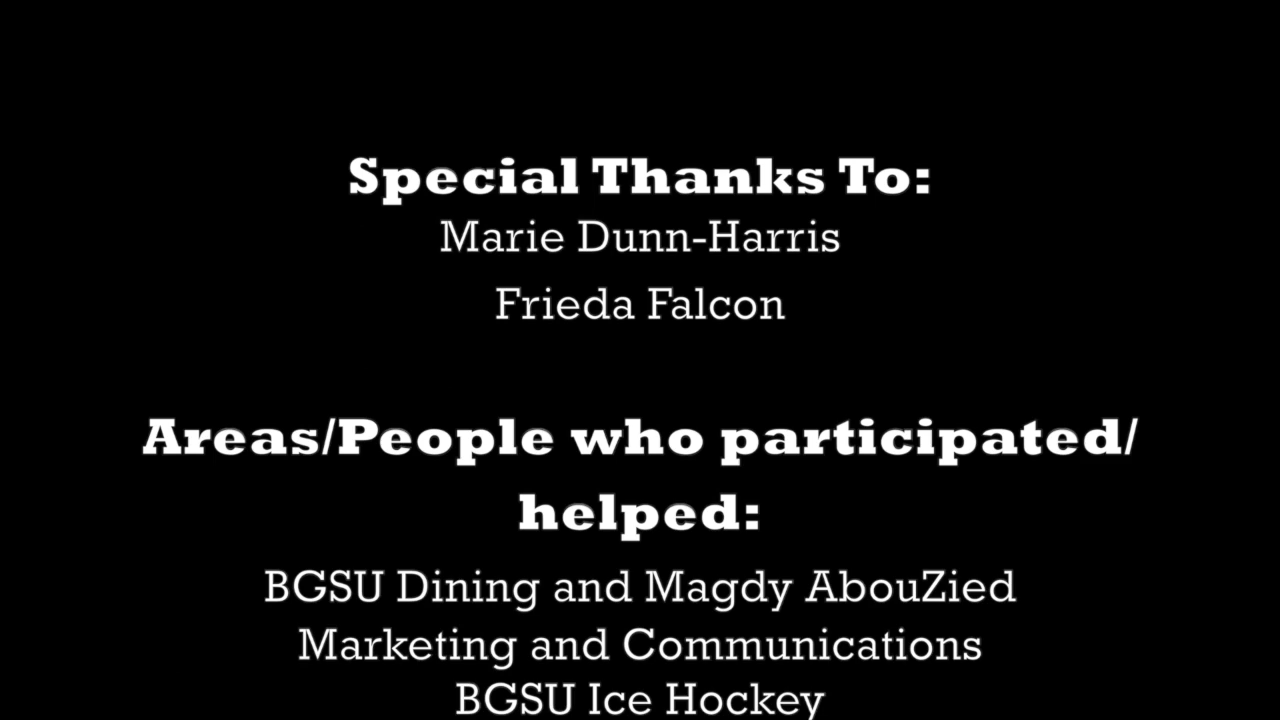 Special Thanks To:
Marie Dunn-Harris
Frieda Falcon
Areas/People who participated/
helped:
BGSU Dining and Magdy AbouZied
Marketing and Communications
BGSU Ice Hockey